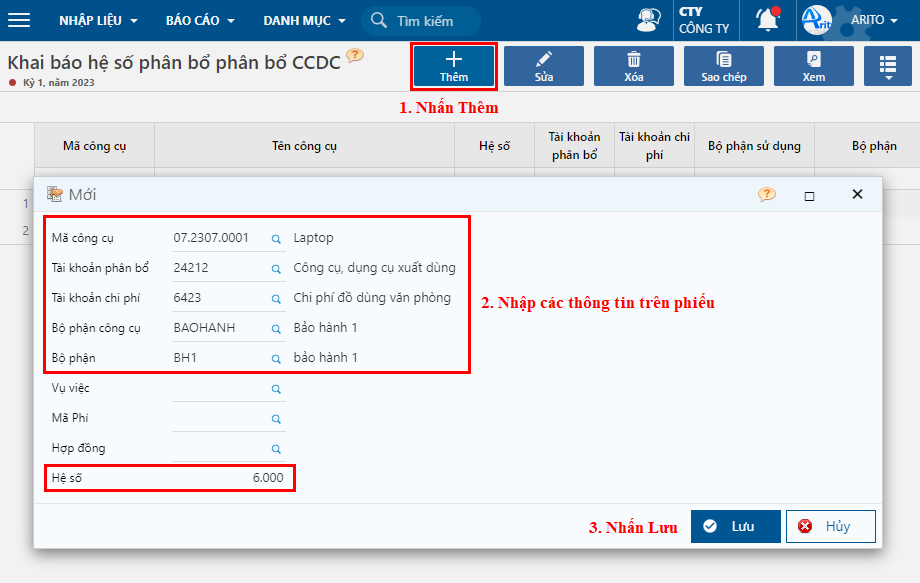 NHẬP LIỆU BÁO CÁO DANH MỤC Tìm kiếm CTY CÔNG TY Arit ARITO
Khai báo hệ số phân bổ phân bổ CCDC
Kỳ 1, năm 2023
Thêm Sửa Xóa Sao chép Xem
1. Nhấn Thêm
Mã công cụ Tên công cụ Hệ số Tài khoản phân bổ Tài khoản chi phí Bộ phận sử dụng Bộ phận
1
2
Mới
Mã công cụ 07.2307.0001 Laptop
Tài khoản phân bổ 24212 Công cụ, dụng cụ xuất dùng
Tài khoản chi phí 6423 Chi phí đồ dùng văn phòng
2. Nhập các thông tin trên phiếu
Bộ phận công cụ BAOHANH Bảo hành 1
Bộ phận BH1 bảo hành 1
Vụ việc
Mã Phí
Hợp đồng
Hệ số 6.000
3. Nhấn Lưu Lưu Hủy